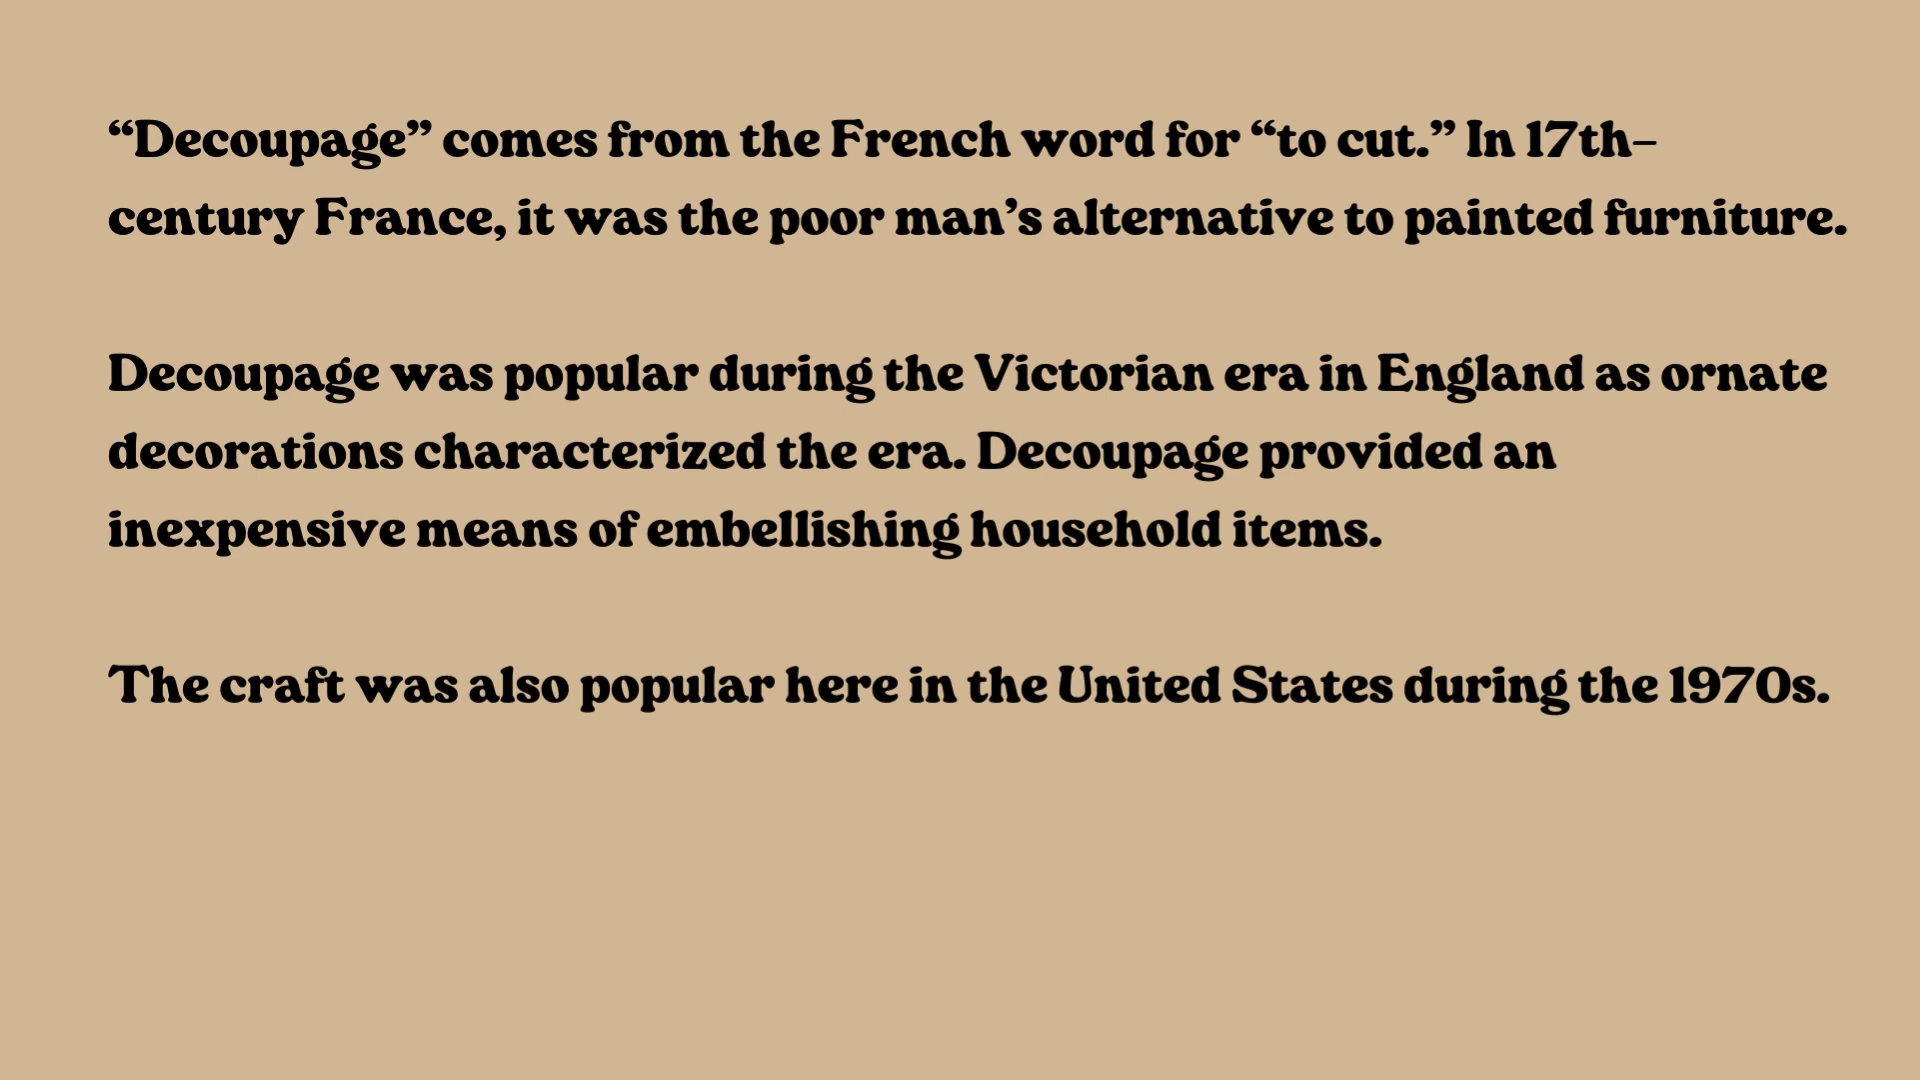 “Decoupage” comes from the French word for “to cut.” In 17th–
century France, it was the poor man’s alternative to painted furniture.
Decoupage was popular during the Victorian era in England as ornate
decorations characterized the era. Decoupage provided an
inexpensive means of embellishing household items.
The craft was also popular here in the United States during the 1970s.